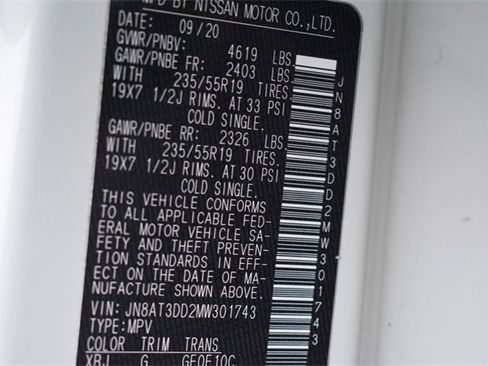 MFD BY NISSAN MOTOR CO.,LTD.
DATE: 09/20
GVWR/PNBV: 4619 LBS
GAWR/PNBE FR: 2403 LBS.
WITH 235/55R19 TIRES.
19X7 1/2J RIMS. AT 33 PSI
COLD SINGLE.
GAWR/PNBE RR: 2326 LBS.
WITH 235/55R19 TIRES.
19X7 1/2J RIMS. AT 30 PSI
COLD SINGLE.
THIS VEHICLE CONFORMS
TO ALL APPLICABLE FED-
ERAL MOTOR VEHICLE SA-
FETY AND THEFT PREVEN-
TION STANDARDS IN EFF-
ECT ON THE DATE OF MA-
NUFACTURE SHOWN ABOVE.
VIN: JN8AT3DD2MW301743
TYPE:MPV
COLOR TRIM TRANS
XBJ G GE0F10C
JN8AT3DD2MW301743